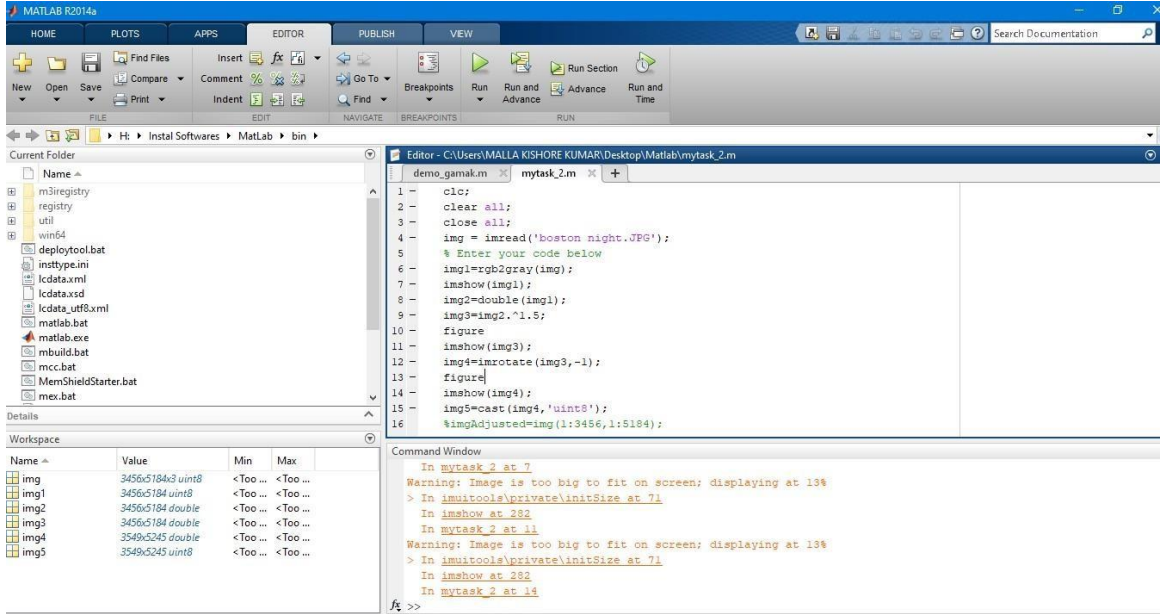 MATLAB R2014a
HOME PLOTS APPS EDITOR PUBLISH VIEW
Search Documentation
New Open Save
Find Files
Compare
Print
FILE
Insert fx
Comment
Indent
EDIT
Go To
Find
NAVIGATE
Breakpoints
BREAKPOINTS
Run
Run and Advance
Run Section
Advance
Run and Time
RUN
H: Instal Softwares MatLab bin
Current Folder
Name
m3iregistry
registry
util
win64
deploytool.bat
insttype.ini
lcdata.xml
lcdata.xsd
lcdata_utf8.xml
matlab.bat
matlab.exe
mbuild.bat
mcc.bat
MemShieldStarter.bat
mex.bat
Details
Workspace
Name Value Min Max
img 3456x5184x3 uint8 <Too ... <Too ...
img1 3456x5184 uint8 <Too ... <Too ...
img2 3456x5184 double <Too ... <Too ...
img3 3456x5184 double <Too ... <Too ...
img4 3549x5245 double <Too ... <Too ...
img5 3549x5245 uint8 <Too ... <Too ...
Editor - C:\Users\MALLA KISHORE KUMAR\Desktop\Matlab\mytask_2.m
demo_gamak.m mytask_2.m +
1 - clc;
2 - clear all;
3 - close all;
4 - img = imread('boston night.JPG');
5 % Enter your code below
6 - img1=rgb2gray(img);
7 - imshow(img1);
8 - img2=double(img1);
9 - img3=img2.^1.5;
10 - figure
11 - imshow(img3);
12 - img4=imrotate(img3,-1);
13 - figure
14 - imshow(img4);
15 - img5=cast(img4,'uint8');
16 %imgAdjusted=img(1:3456,1:5184);
Command Window
In mytask_2 at 7
Warning: Image is too big to fit on screen; displaying at 13%
> In imuitools\private\initSize at 71
In imshow at 282
In mytask_2 at 11
Warning: Image is too big to fit on screen; displaying at 13%
> In imuitools\private\initSize at 71
In imshow at 282
In mytask_2 at 14
fx >>